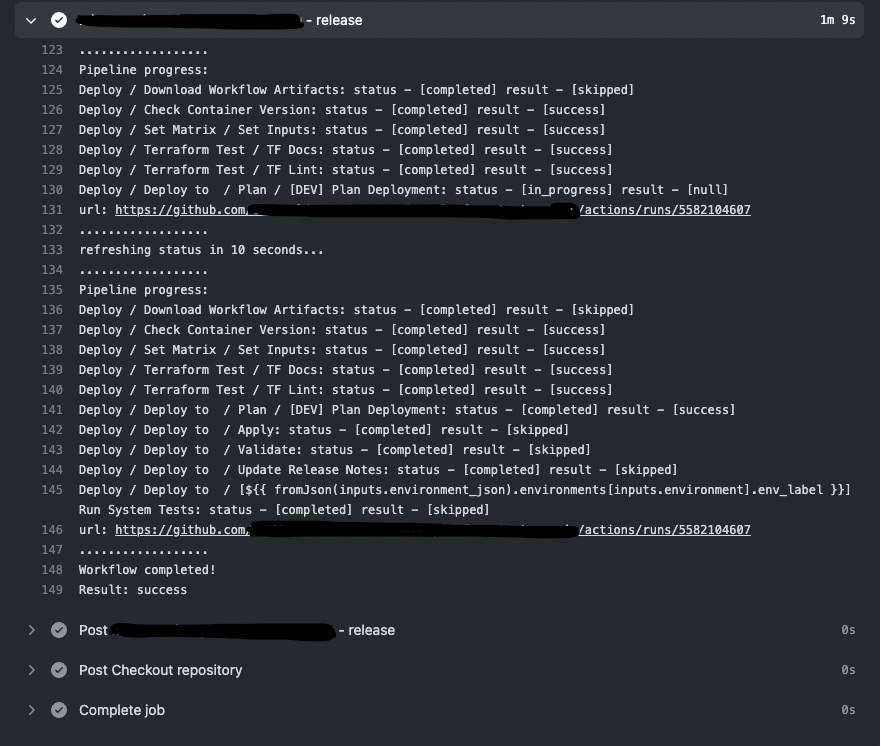 - release 1m 9s
123 ..................
124 Pipeline progress:
125 Deploy / Download Workflow Artifacts: status - [completed] result - [skipped]
126 Deploy / Check Container Version: status - [completed] result - [success]
127 Deploy / Set Matrix / Set Inputs: status - [completed] result - [success]
128 Deploy / Terraform Test / TF Docs: status - [completed] result - [success]
129 Deploy / Terraform Test / TF Lint: status - [completed] result - [success]
130 Deploy / Deploy to  / Plan / [DEV] Plan Deployment: status - [in_progress] result - [null]
131 url: https://github.com/ /actions/runs/5582104607
132 ..................
133 refreshing status in 10 seconds...
134 ..................
135 Pipeline progress:
136 Deploy / Download Workflow Artifacts: status - [completed] result - [skipped]
137 Deploy / Check Container Version: status - [completed] result - [success]
138 Deploy / Set Matrix / Set Inputs: status - [completed] result - [success]
139 Deploy / Terraform Test / TF Docs: status - [completed] result - [success]
140 Deploy / Terraform Test / TF Lint: status - [completed] result - [success]
141 Deploy / Deploy to  / Plan / [DEV] Plan Deployment: status - [completed] result - [success]
142 Deploy / Deploy to  / Apply: status - [completed] result - [skipped]
143 Deploy / Deploy to  / Validate: status - [completed] result - [skipped]
144 Deploy / Deploy to  / Update Release Notes: status - [completed] result - [skipped]
145 Deploy / Deploy to  / [${{ fromJson(inputs.environment_json).environments[inputs.environment].env_label }}]
Run System Tests: status - [completed] result - [skipped]
146 url: https://github.com/ /actions/runs/5582104607
147 ..................
148 Workflow completed!
149 Result: success
Post - release 0s
Post Checkout repository 0s
Complete job 0s